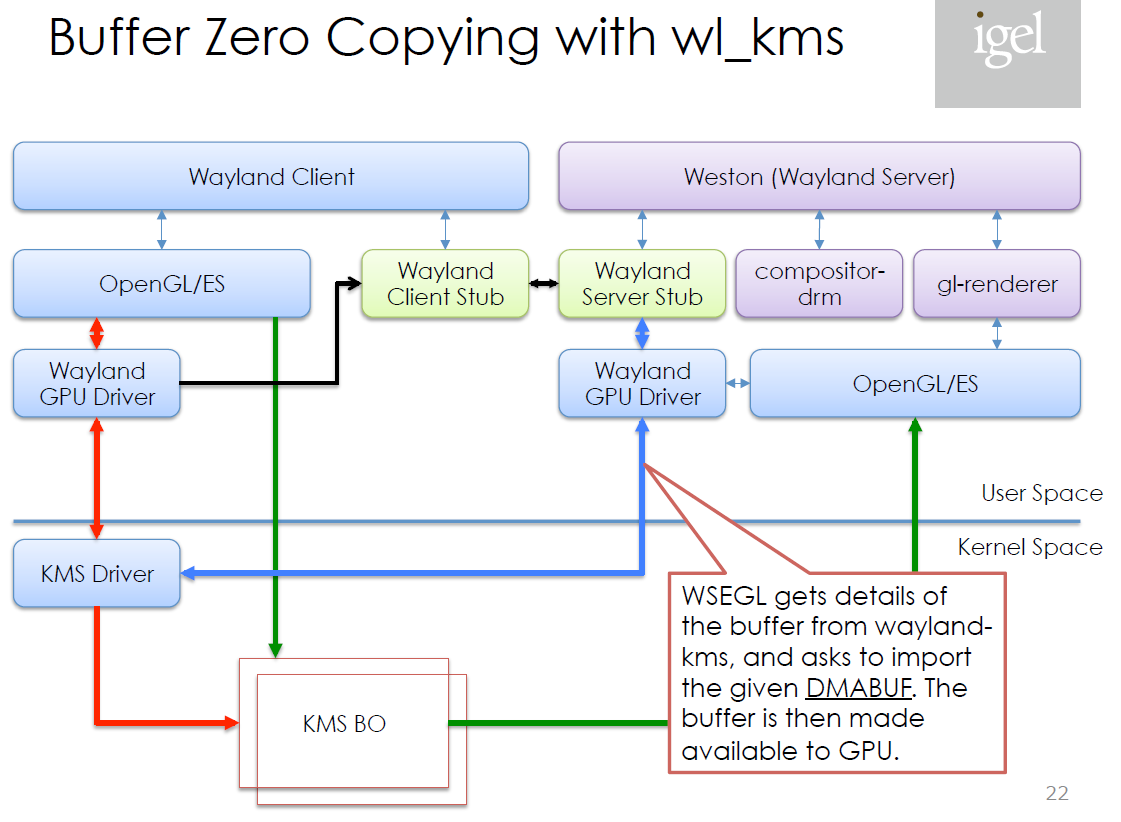 Buffer Zero Copying with wl_kms
igel
Wayland Client
Weston (Wayland Server)
OpenGL/ES
Wayland
Client Stub
Wayland
Server Stub
compositor-
drm
gl-renderer
Wayland
GPU Driver
Wayland
GPU Driver
OpenGL/ES
User Space
Kernel Space
KMS Driver
WSEGL gets details of
the buffer from wayland-
kms, and asks to import
the given DMABUF. The
buffer is then made
available to GPU.
KMS BO
22